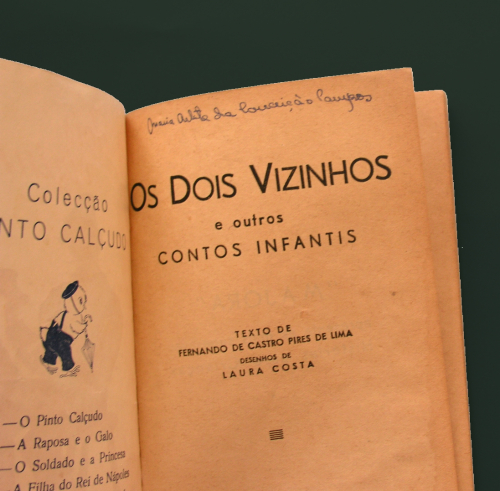 Colecção
NTO CALÇUDO
— O Pinto Calçudo
— A Raposa e o Galo
— O Soldado e a Princesa
A Filha do Rei de Nápoles
Maria da Conceição Campos
OS DOIS VIZINHOS
e outros
CONTOS INFANTIS
TEXTO DE
FERNANDO DE CASTRO PIRES DE LIMA
DESENHOS DE
LAURA COSTA